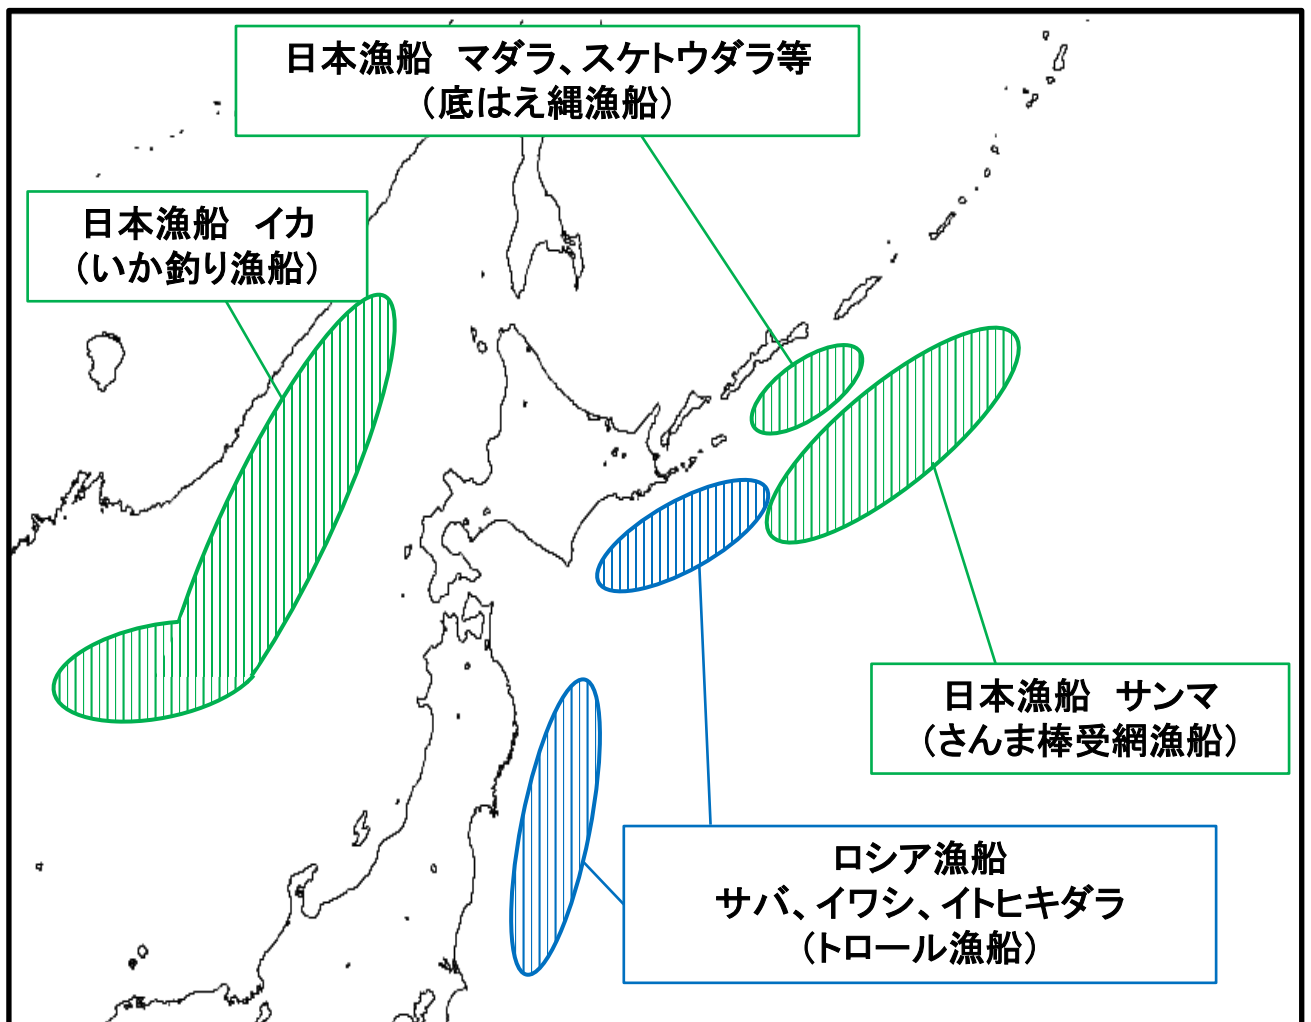 日本漁船　マダラ、スケトウダラ等
（底はえ縄漁船）
日本漁船　イカ
（いか釣り漁船）
日本漁船　サンマ
（さんま棒受網漁船）
ロシア漁船
サバ、イワシ、イトヒキダラ
（トロール漁船）